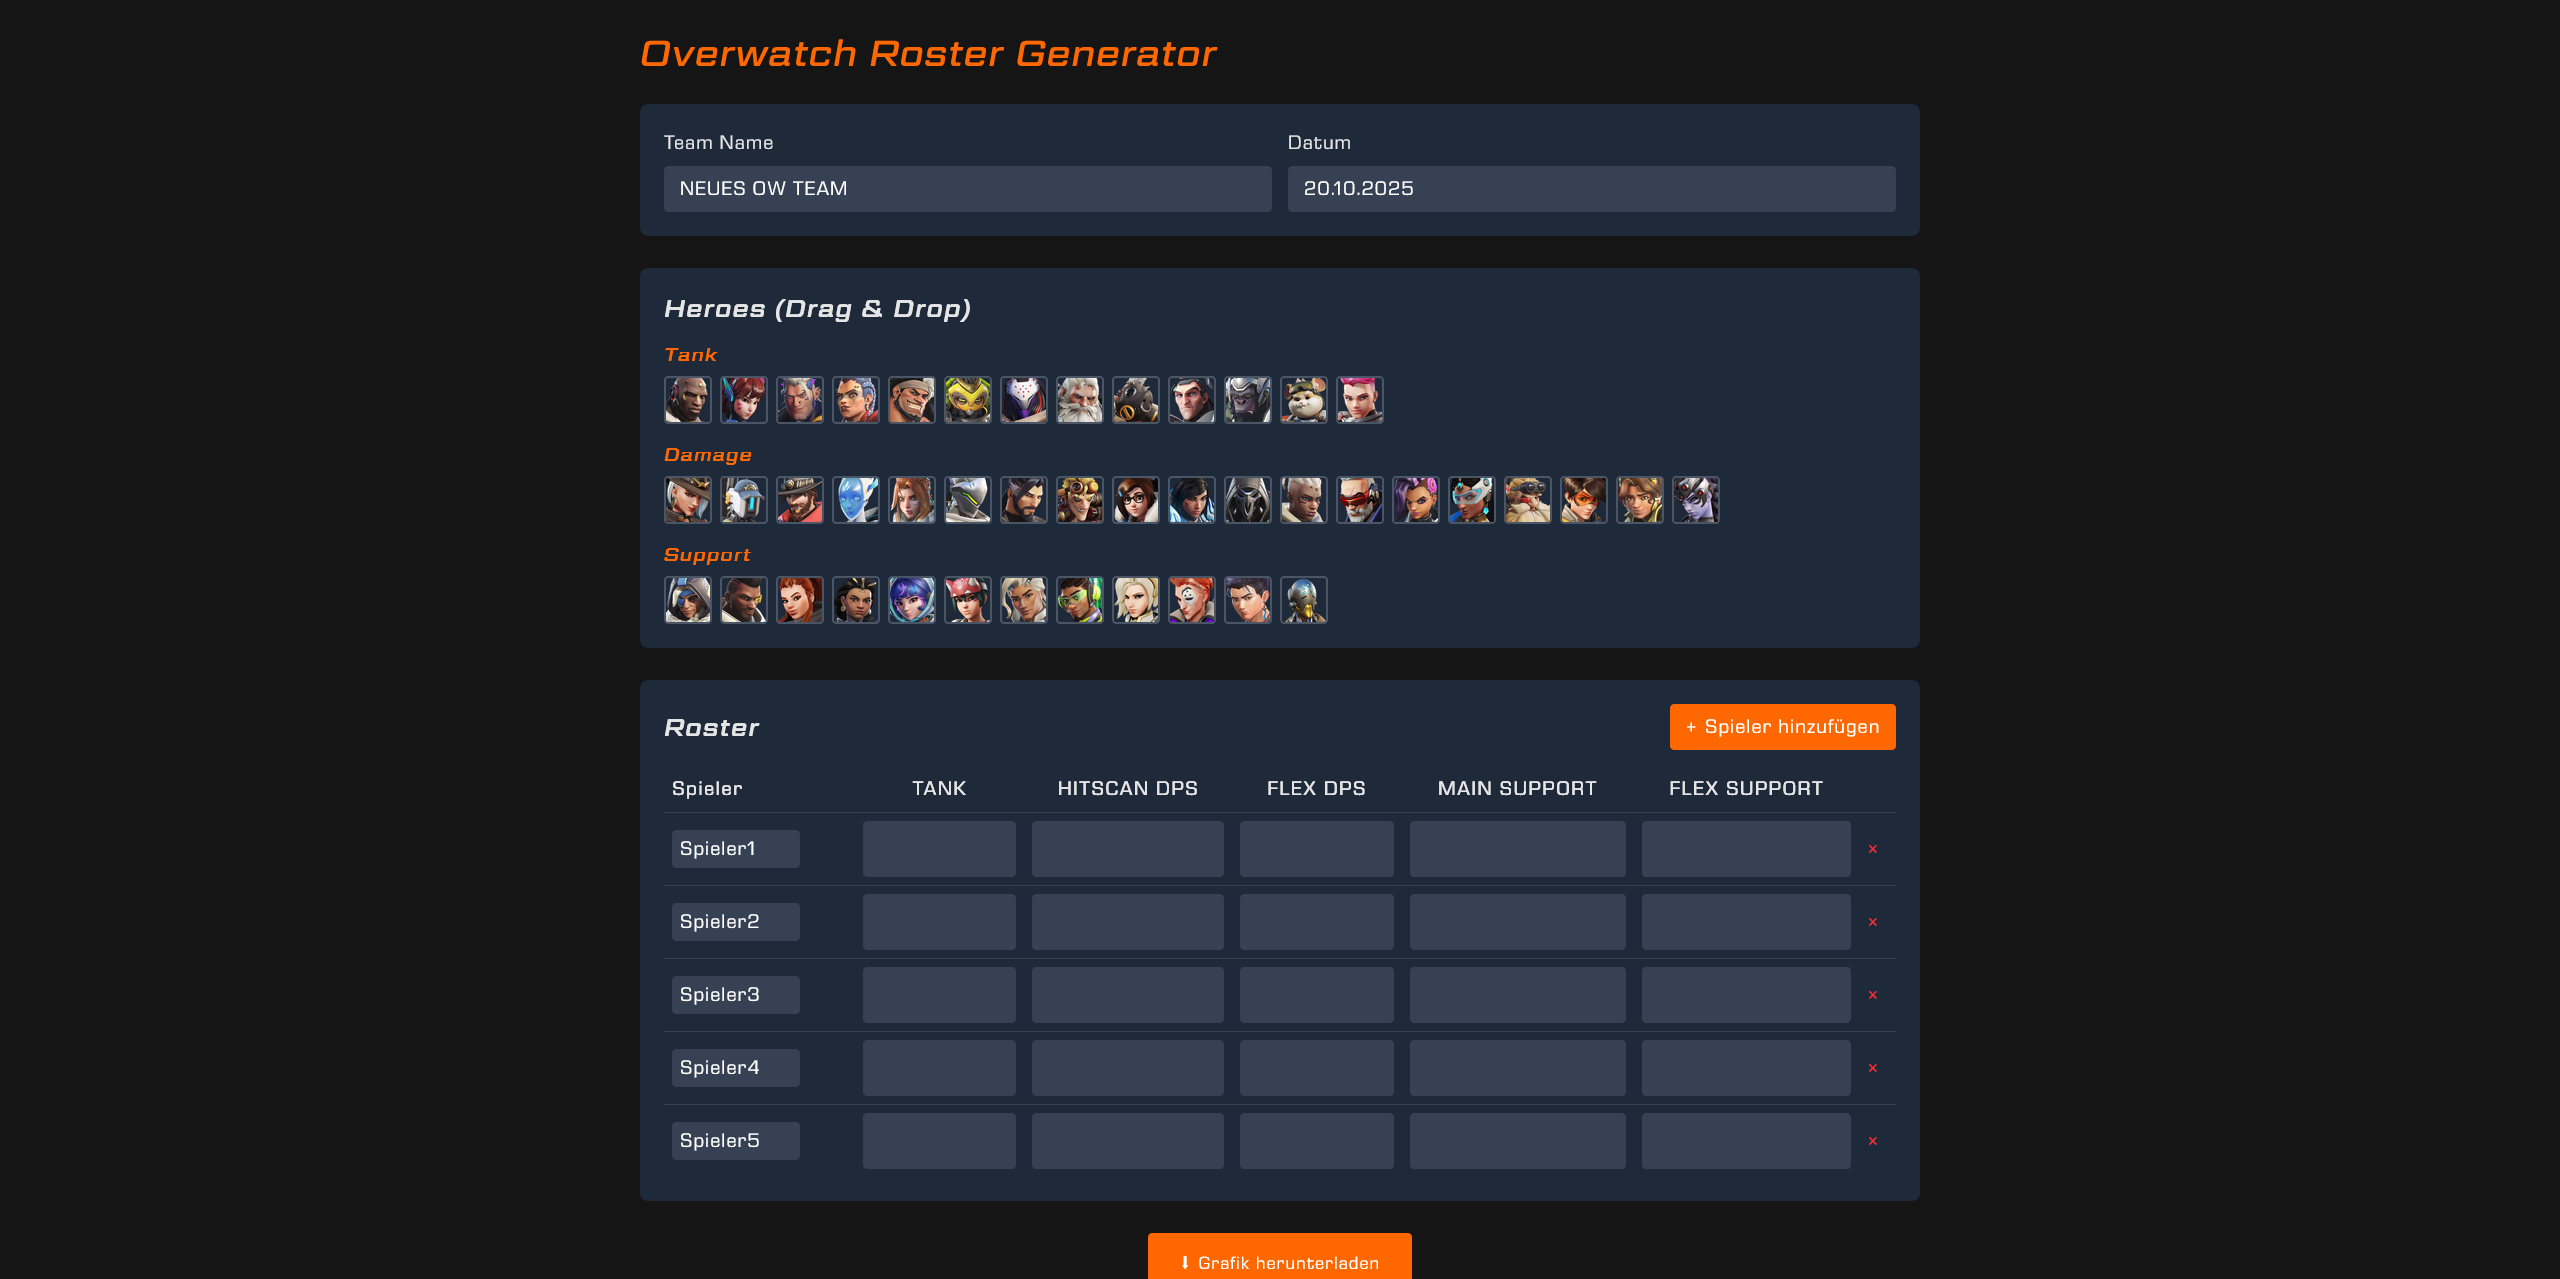 Overwatch Roster Generator
Team Name
Datum
NEUES OW TEAM
20.10.2025
Heroes (Drag & Drop)
Tank
Damage
Support
Roster
+ Spieler hinzufügen
Spieler TANK HITSCAN DPS FLEX DPS MAIN SUPPORT FLEX SUPPORT
Spieler1 ×
Spieler2 ×
Spieler3 ×
Spieler4 ×
Spieler5 ×
⬇ Grafik herunterladen